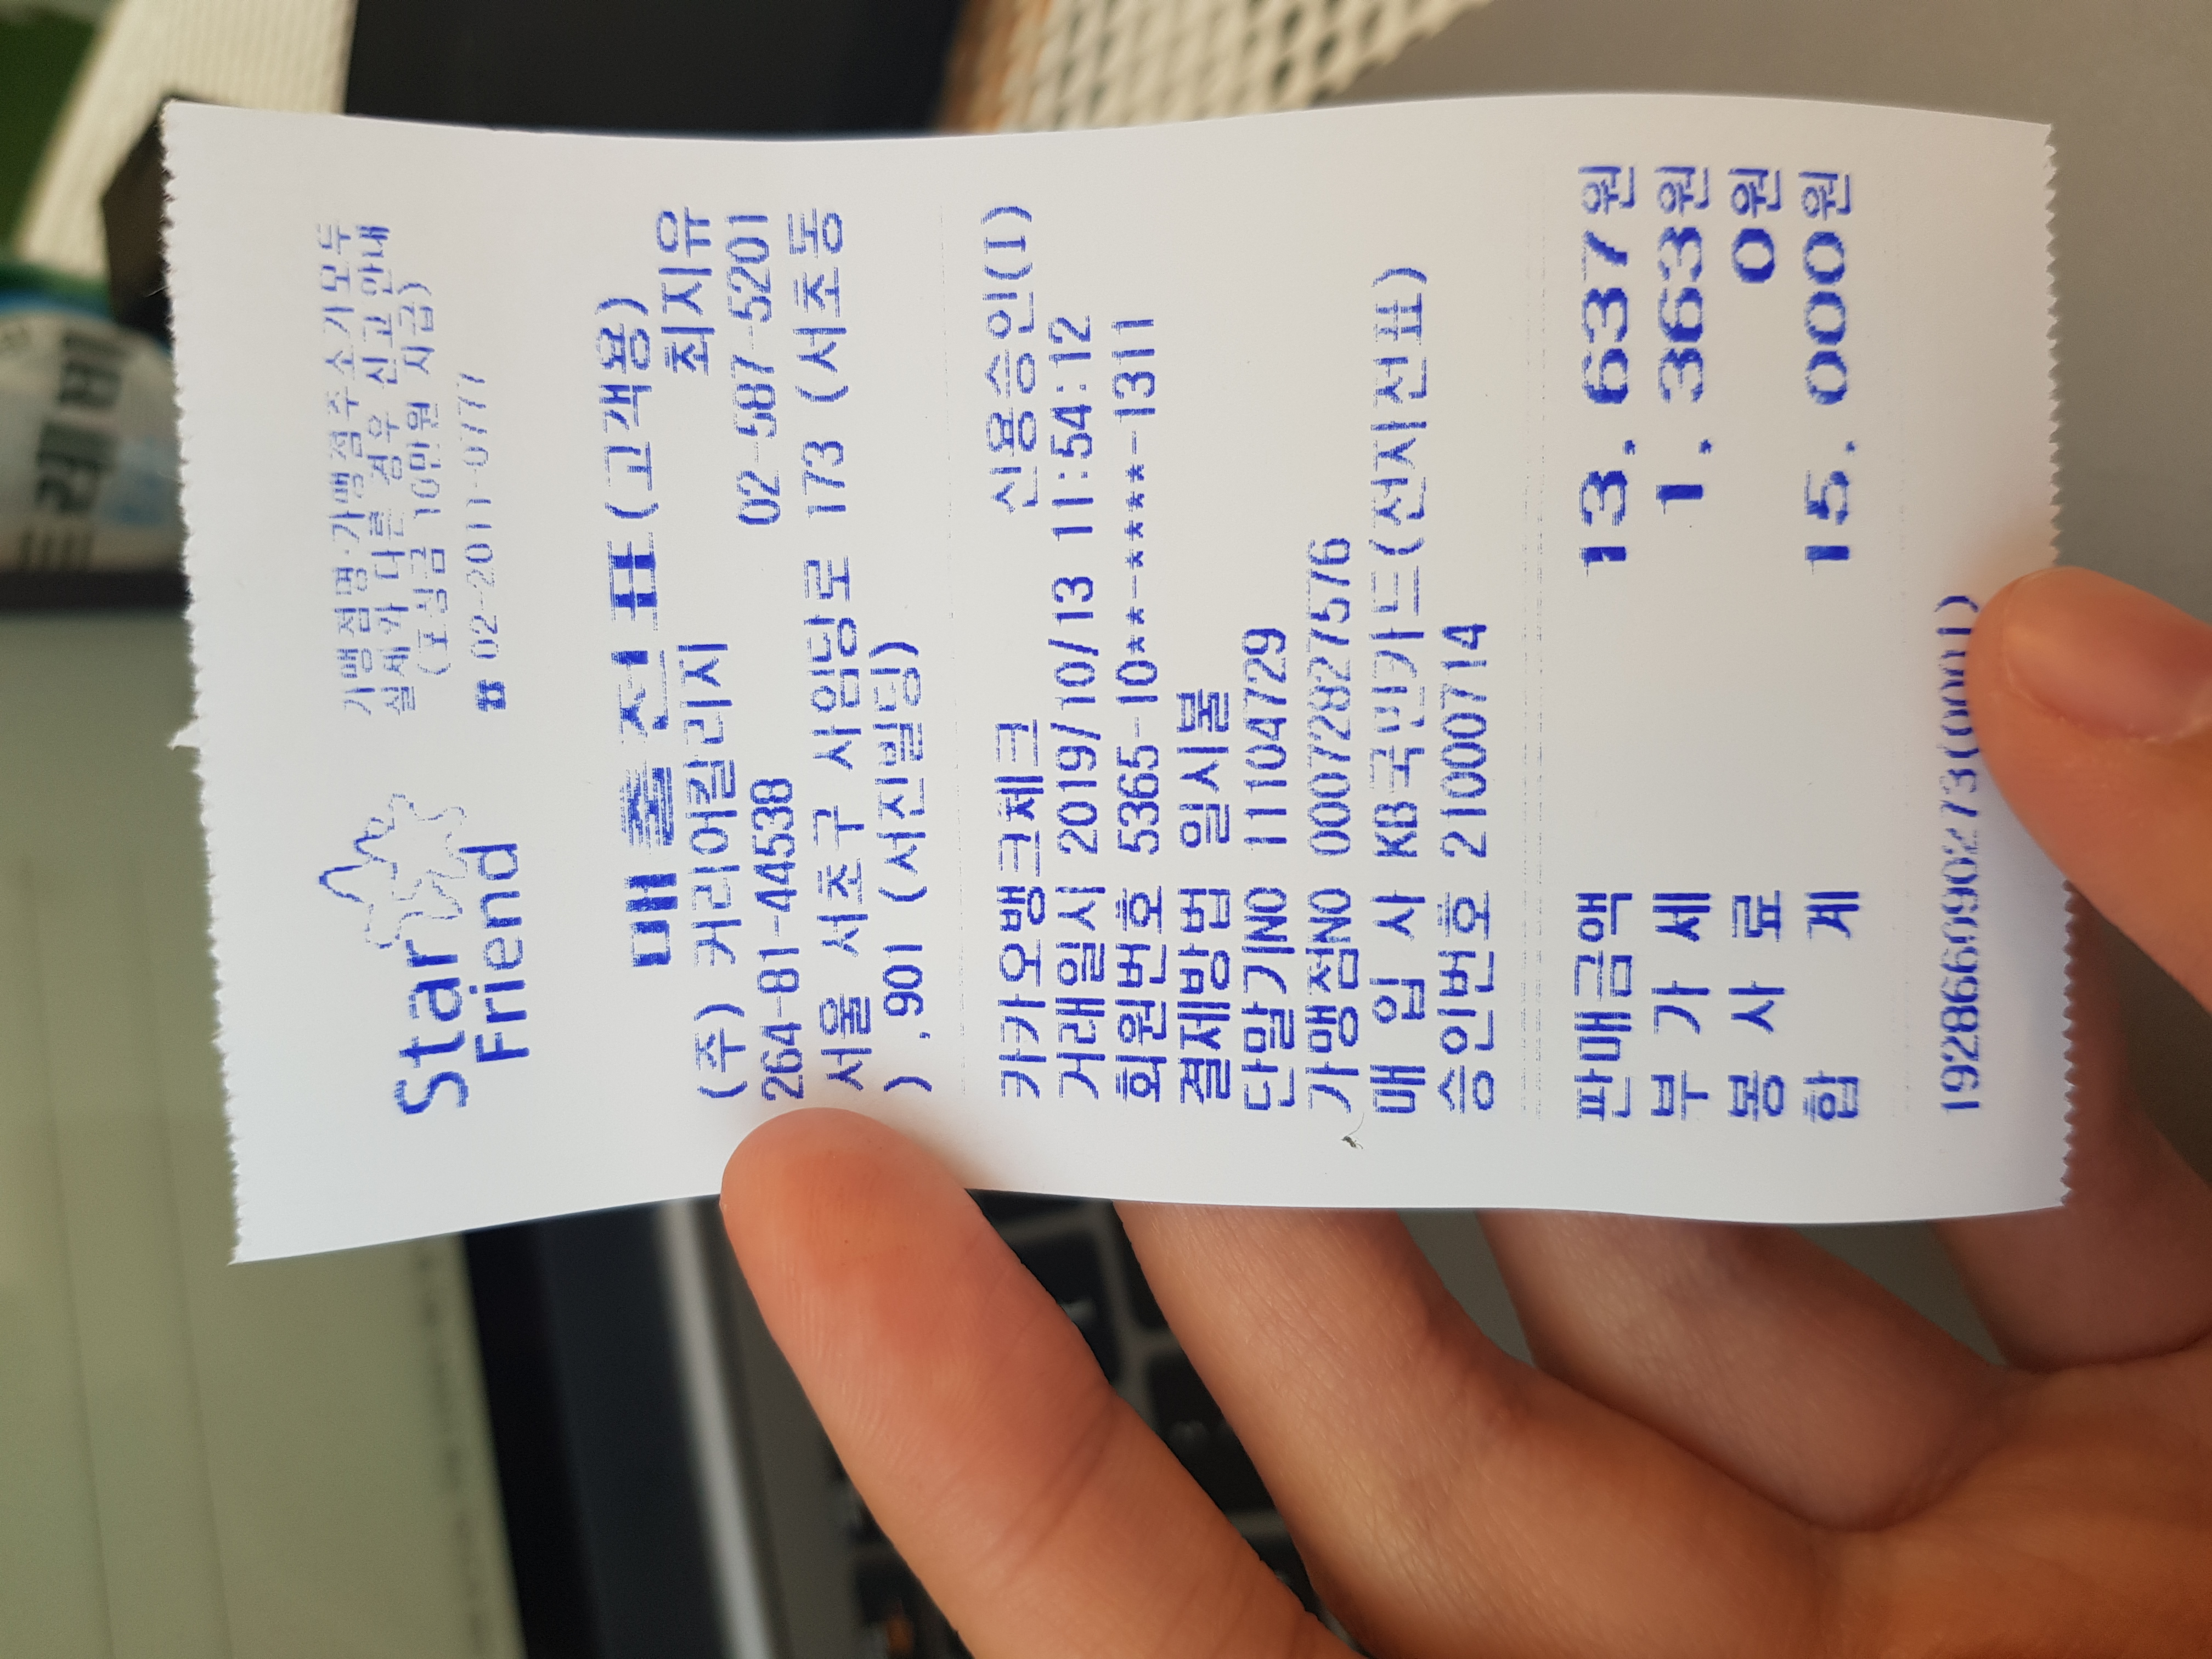 트레비
Star
Friend
가맹점명·가맹점주소가모두
실제와 다른 경우 신고 안내
(포상금 10만원 지급)
☎ 02-2011-0777
매출전표(고객용)
(주) 커리어칼리지 최지유
264-81-44538 02-587-5201
서울 서초구 사임당로 173 (서초동
) ,901 (서진빌딩)
카카오뱅크체크 신용승인(I)
거래일시 2019/10/13 11:54:12
회원번호 5365-10**-****-1311
결제방법 일시불
단말기NO 11104729
가맹점NO 00072827576
매 입 사 KB국민카드(전자전표)
승인번호 21000714
판매금액 13,637원
부 가 세 1,363원
봉 사 료 0원
합 계 15,000원
192866090273(0001)